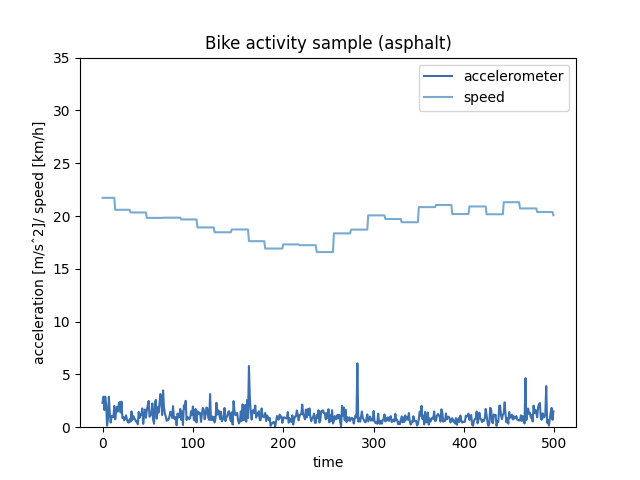 Bike activity sample (asphalt)
accelerometer
speed
acceleration [m/s^2]/ speed [km/h]
35
30
25
20
15
10
5
0
0 100 200 300 400 500
time